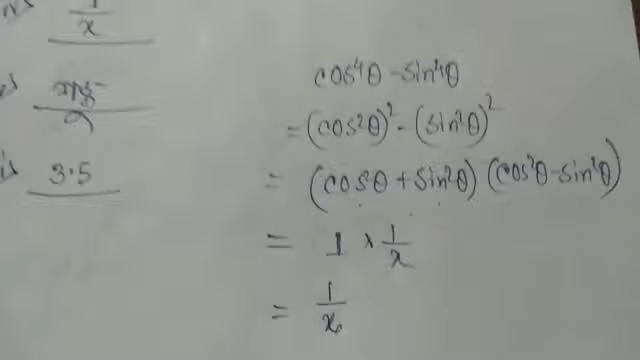 1/x
3.5
cos⁴θ - sin⁴θ
= (cos²θ)² - (sin²θ)²
= (cos²θ + sin²θ) (cos²θ - sin²θ)
= 1 × 1/x
= 1/x